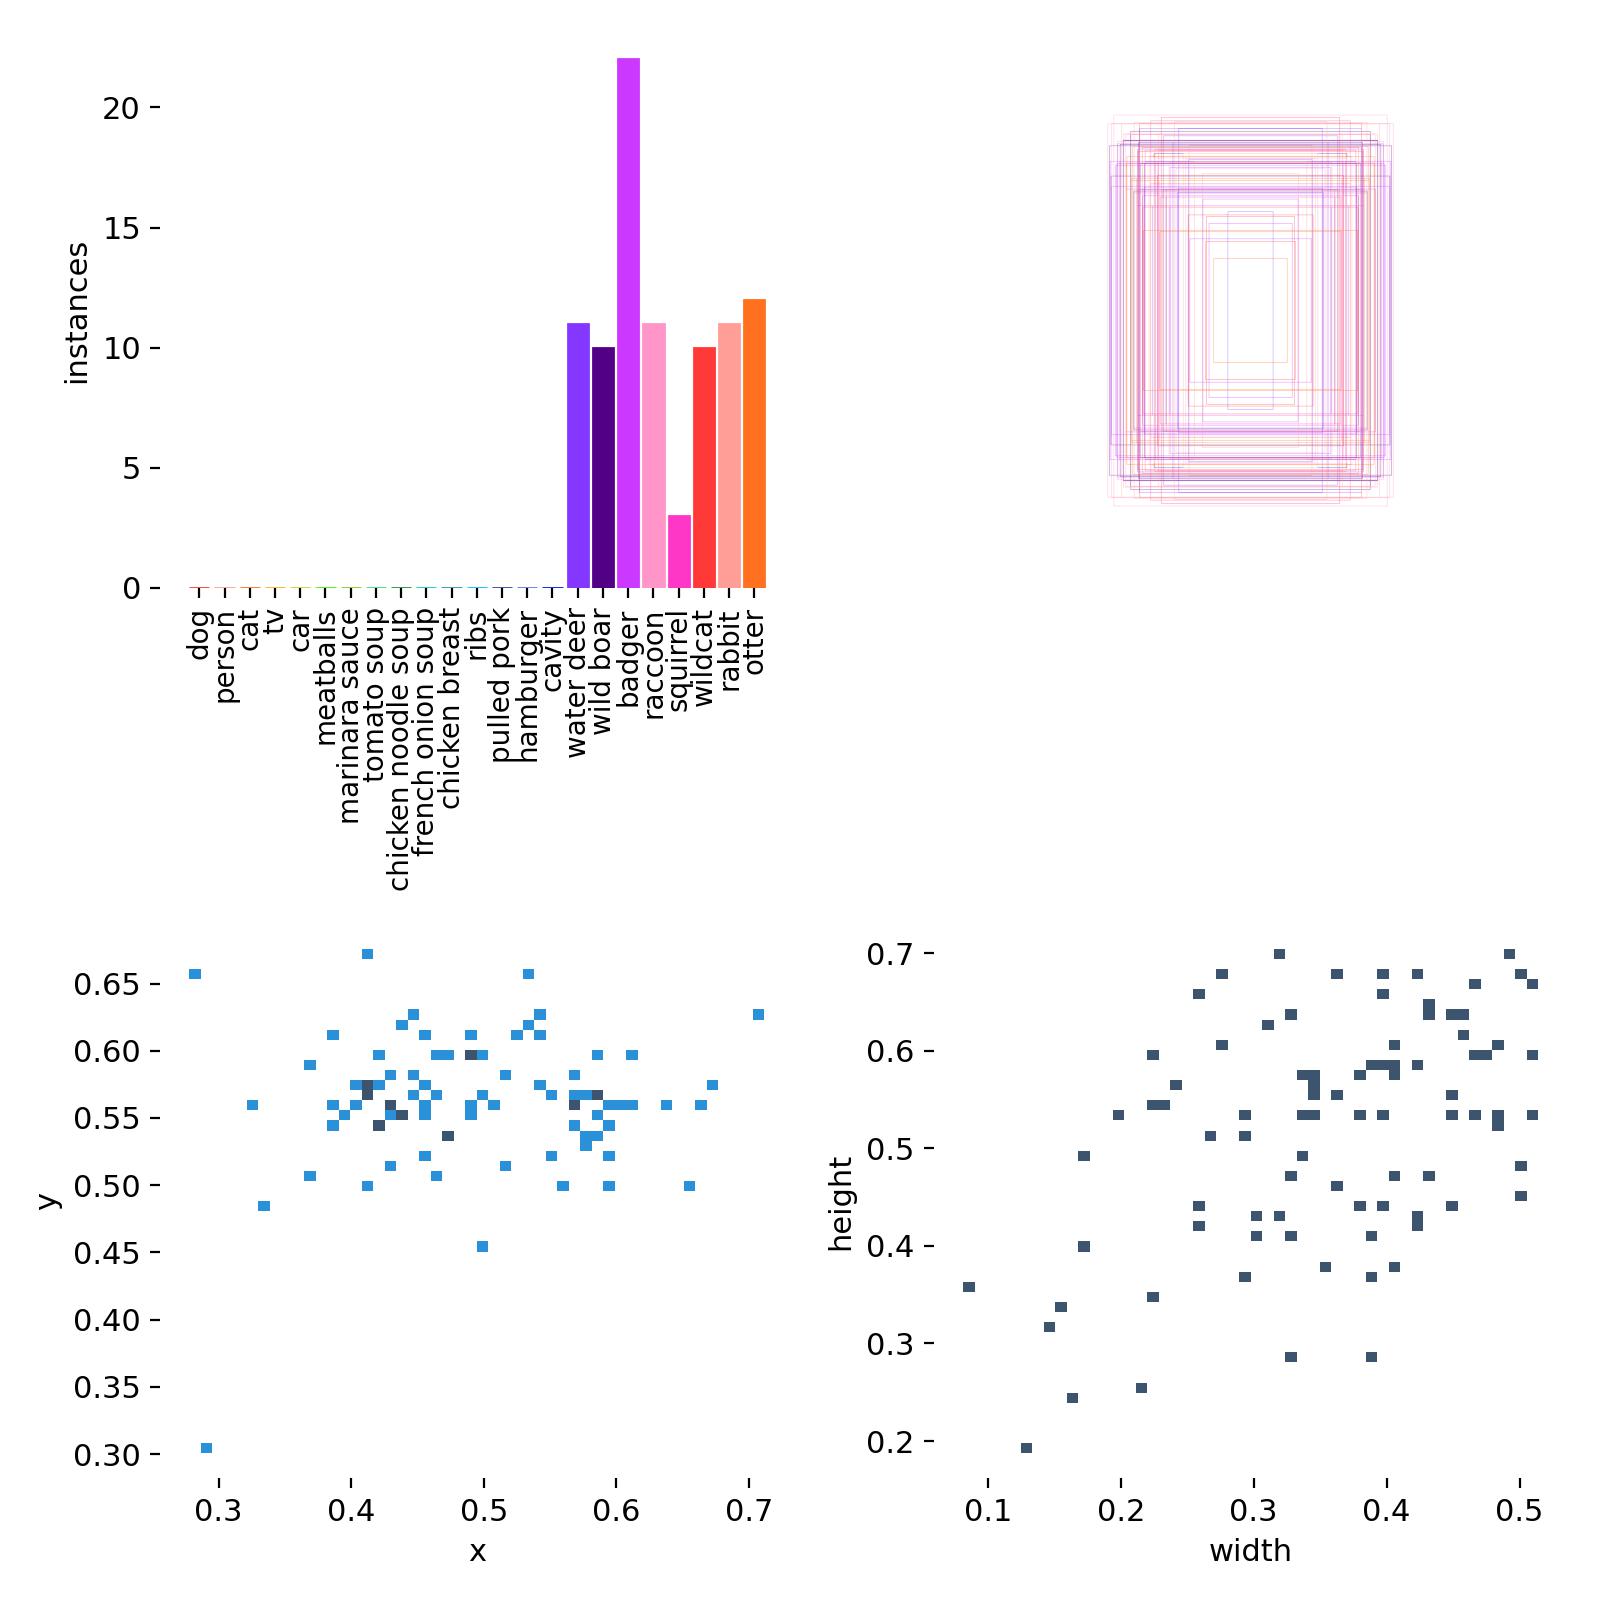 20
15
10
5
0
instances
dog
person
cat
tv
car
meatballs
marinara sauce
tomato soup
chicken noodle soup
french onion soup
chicken breast
ribs
pulled pork
hamburger
cavity
water deer
wild boar
badger
raccoon
squirrel
wildcat
rabbit
otter
0.65
0.60
0.55
0.50
0.45
0.40
0.35
0.30
y
0.3 0.4 0.5 0.6 0.7
x
0.7
0.6
0.5
0.4
0.3
0.2
height
0.1 0.2 0.3 0.4 0.5
width